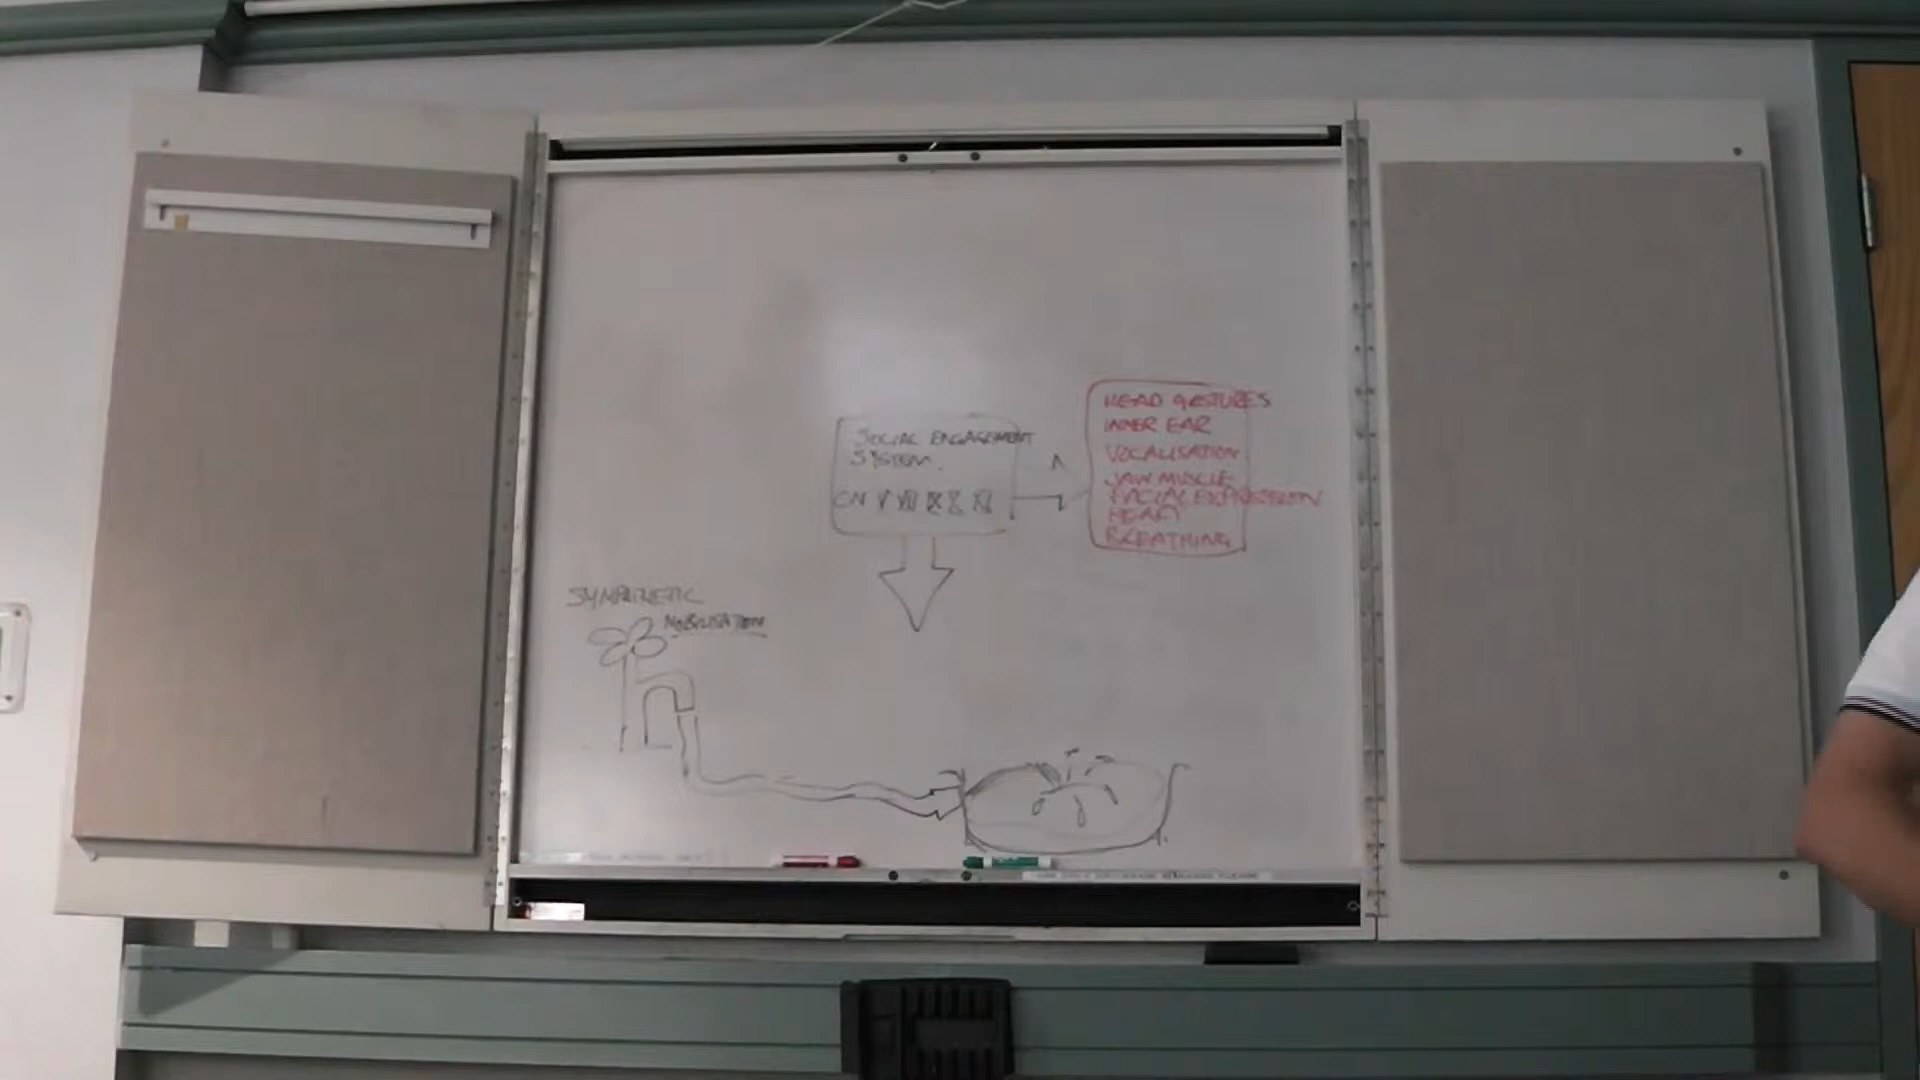 SOCIAL ENGAGEMENT
SYSTEM.
CN V VII IX X XI
HEAD GESTURES
INNER EAR
VOCALISATION
JAW MUSCLE
FACIAL EXPRESSION
HEART
BREATHING
SYMPATHETIC
MOBILISATION